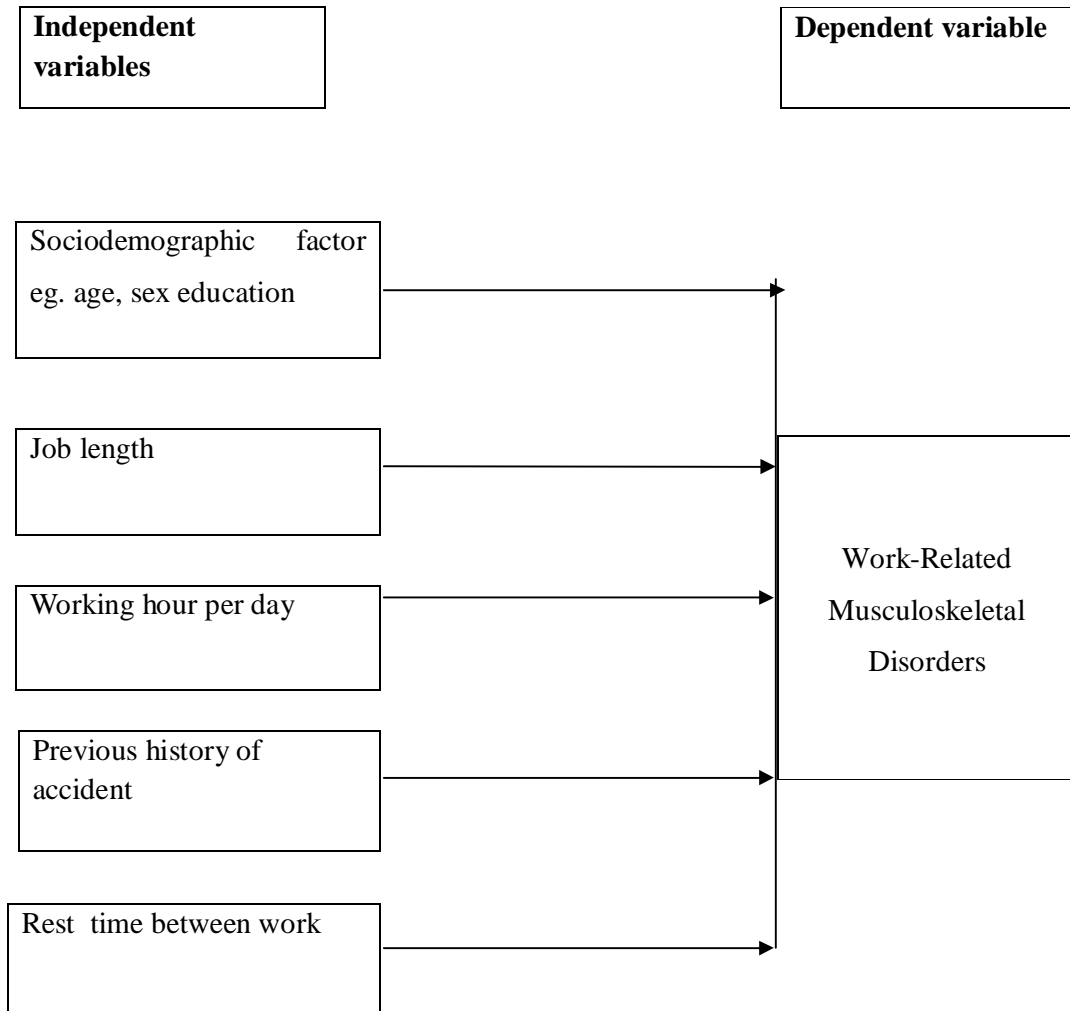 Independent
variables
Dependent variable
Sociodemographic factor
eg. age, sex education
Job length
Working hour per day
Previous history of
accident
Rest time between work
Work-Related
Musculoskeletal
Disorders